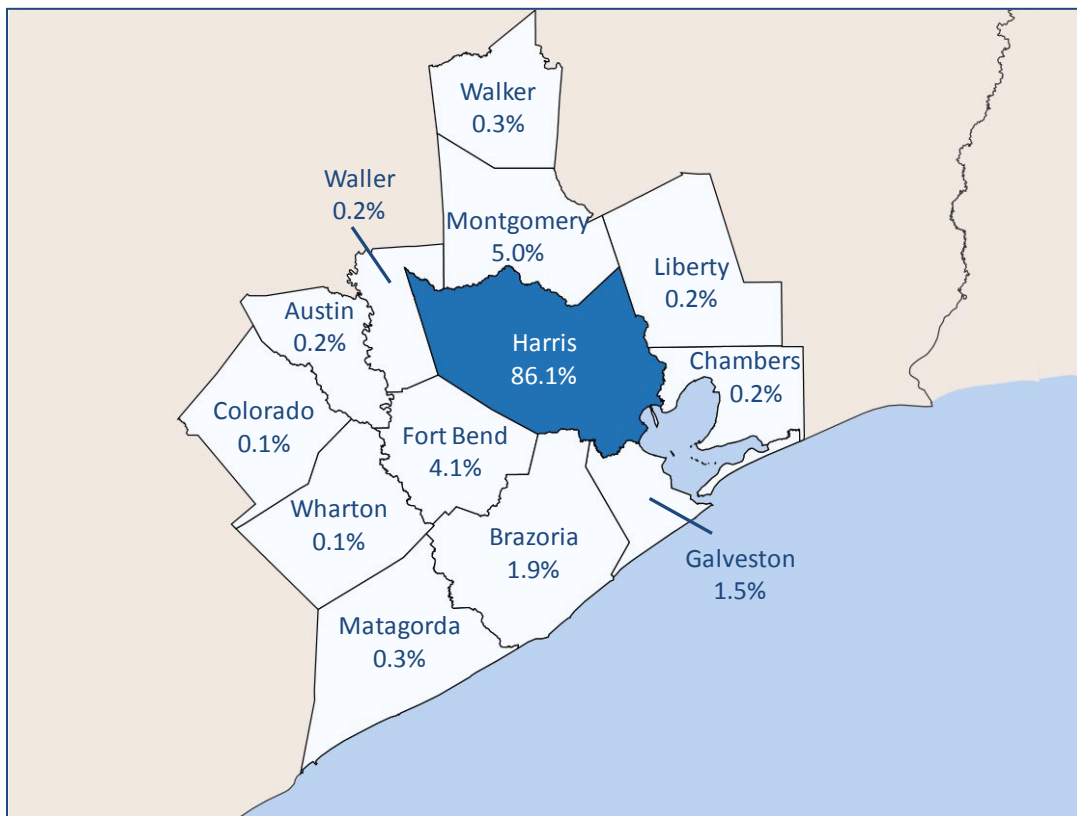 Walker
0.3%
Waller
0.2%
Montgomery
5.0%
Liberty
0.2%
Austin
0.2%
Harris
86.1%
Chambers
0.2%
Colorado
0.1%
Fort Bend
4.1%
Wharton
0.1%
Brazoria
1.9%
Galveston
1.5%
Matagorda
0.3%